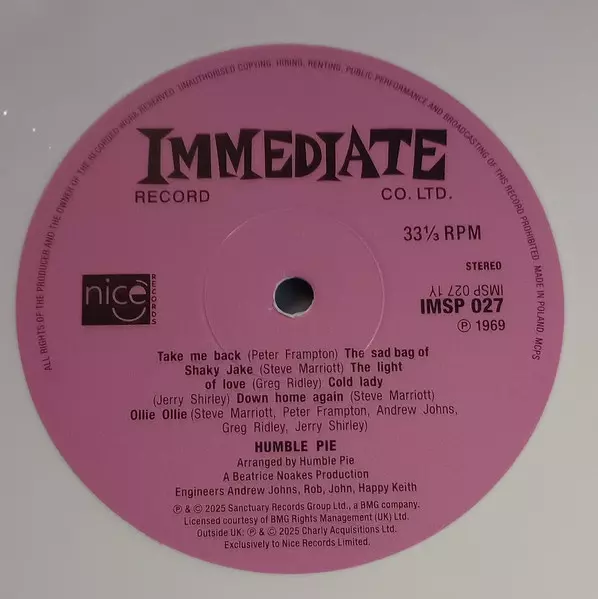 ALL RIGHTS OF THE PRODUCER AND THE OWNER OF THE RECORDED WORK RESERVED. UNAUTHORISED COPYING, HIRING, RENTING, PUBLIC PERFORMANCE AND BROADCASTING OF THIS RECORD PROHIBITED. MADE IN POLAND. MCPS
IMMEDIATE
RECORD CO. LTD.
33⅓ RPM
STEREO
nice RECORDS
IMSP 027 1Y
IMSP 027
℗ 1969
Take me back (Peter Frampton) The sad bag of
Shaky Jake (Steve Marriott) The light
of love (Greg Ridley) Cold lady
(Jerry Shirley) Down home again (Steve Marriott)
Ollie Ollie (Steve Marriott, Peter Frampton, Andrew Johns,
Greg Ridley, Jerry Shirley)
HUMBLE PIE
Arranged by Humble Pie
A Beatrice Noakes Production
Engineers Andrew Johns, Rob, John, Happy Keith
℗ & © 2025 Sanctuary Records Group Ltd., a BMG company.
Licensed courtesy of BMG Rights Management (UK) Ltd.
Outside UK: ℗ & © 2025 Charly Acquisitions Ltd.
Exclusively to Nice Records Limited.